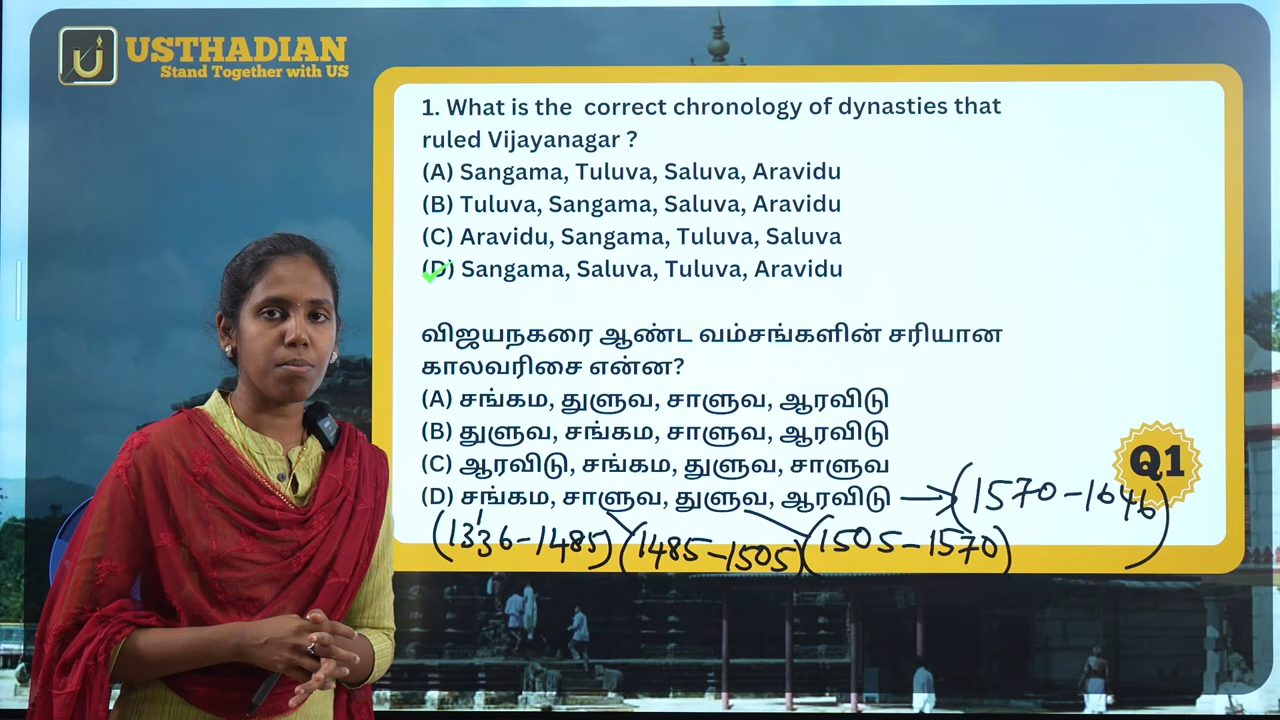 USTHADIAN
Stand Together with US
1. What is the correct chronology of dynasties that
ruled Vijayanagar ?
(A) Sangama, Tuluva, Saluva, Aravidu
(B) Tuluva, Sangama, Saluva, Aravidu
(C) Aravidu, Sangama, Tuluva, Saluva
(D) Sangama, Saluva, Tuluva, Aravidu
விஜயநகரை ஆண்ட வம்சங்களின் சரியான
காலவரிசை என்ன?
(A) சங்கம, துளுவ, சாளுவ, ஆரவிடு
(B) துளுவ, சங்கம, சாளுவ, ஆரவிடு
(C) ஆரவிடு, சங்கம, துளுவ, சாளுவ
(D) சங்கம, சாளுவ, துளுவ, ஆரவிடு → (1570-1646)
(1336-1485) (1485-1505) (1505-1570)
Q1